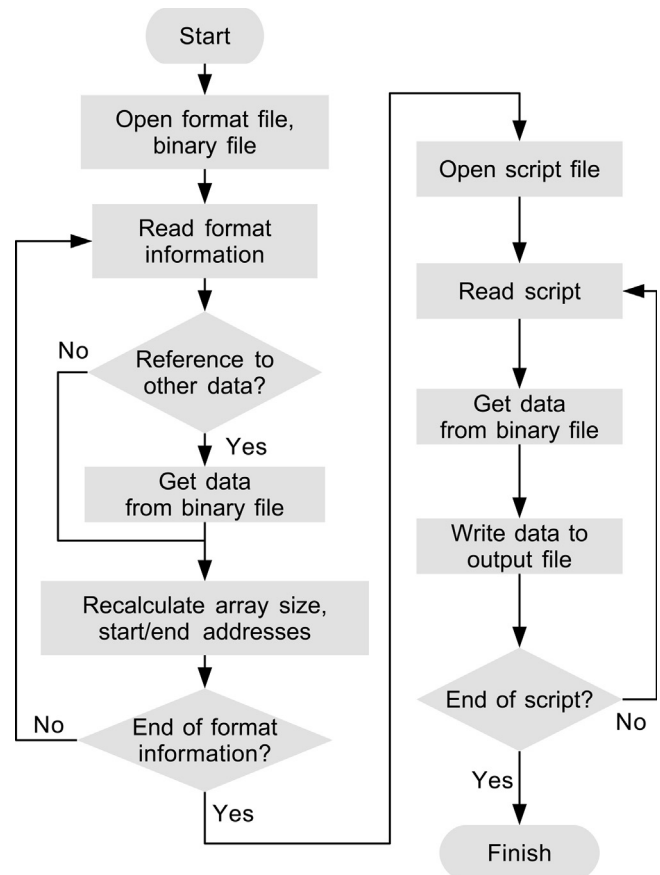 Start
Open format file,
binary file
Read format
information
No
Reference to
other data?
Yes
Get data
from binary file
Recalculate array size,
start/end addresses
No
End of format
information?
Yes
Open script file
Read script
Get data
from binary file
Write data to
output file
End of script?
No
Yes
Finish